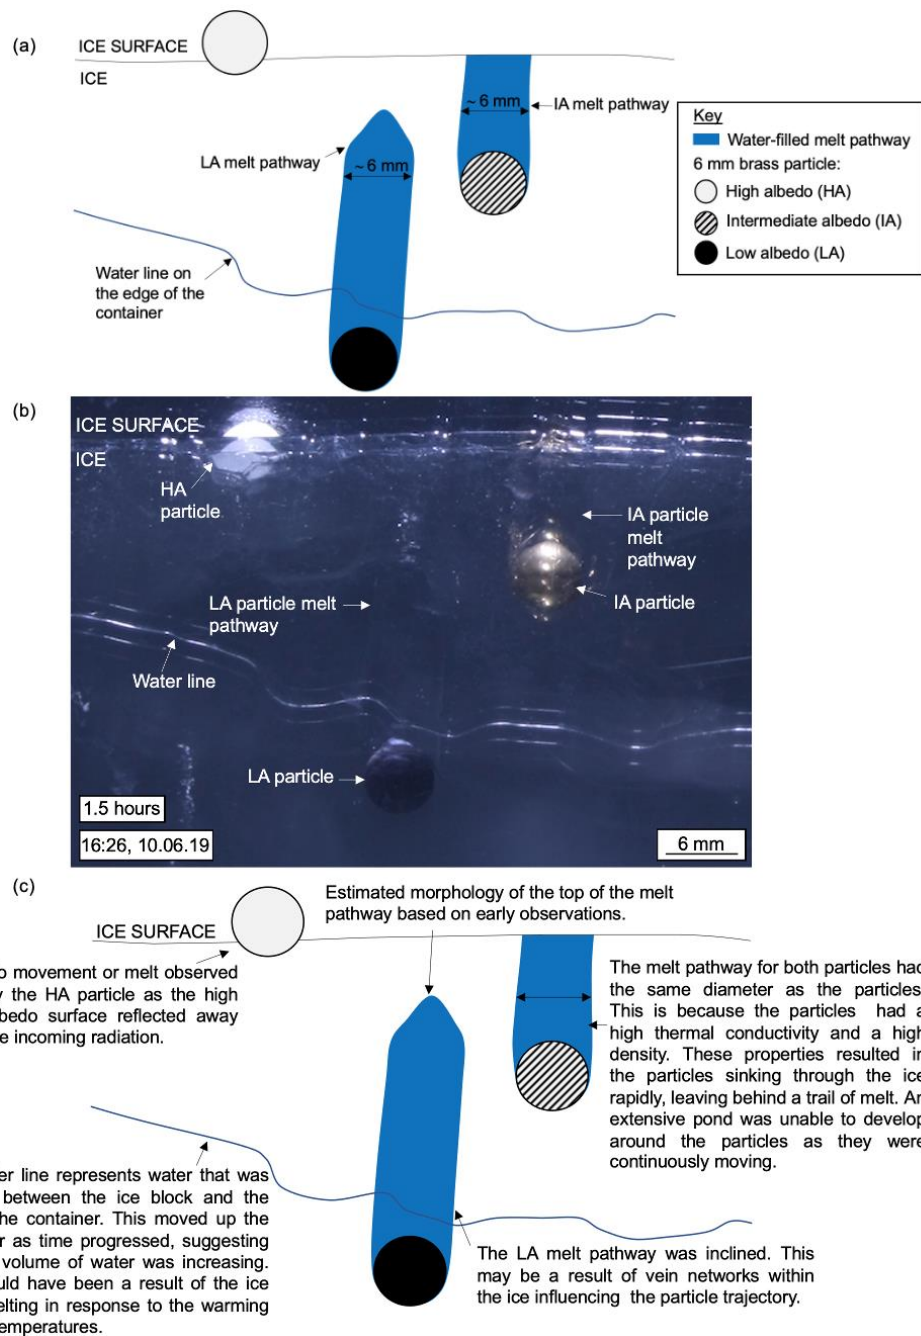 (a)
ICE SURFACE
ICE
~ 6 mm
IA melt pathway
LA melt pathway
~ 6 mm
Key
Water-filled melt pathway
6 mm brass particle:
High albedo (HA)
Intermediate albedo (IA)
Low albedo (LA)
Water line on
the edge of the
container
(b)
ICE SURFACE
ICE
HA
particle
IA particle
melt
pathway
IA particle
LA particle melt
pathway
Water line
LA particle
1.5 hours
16:26, 10.06.19
6 mm
(c)
Estimated morphology of the top of the melt
pathway based on early observations.
ICE SURFACE
o movement or melt observed
y the HA particle as the high
bedo surface reflected away
e incoming radiation.
The melt pathway for both particles had
the same diameter as the particles.
This is because the particles had a
high thermal conductivity and a high
density. These properties resulted in
the particles sinking through the ice
rapidly, leaving behind a trail of melt. An
extensive pond was unable to develop
around the particles as they were
continuously moving.
er line represents water that was
between the ice block and the
he container. This moved up the
r as time progressed, suggesting
volume of water was increasing.
uld have been a result of the ice
elting in response to the warming
emperatures.
The LA melt pathway was inclined. This
may be a result of vein networks within
the ice influencing the particle trajectory.